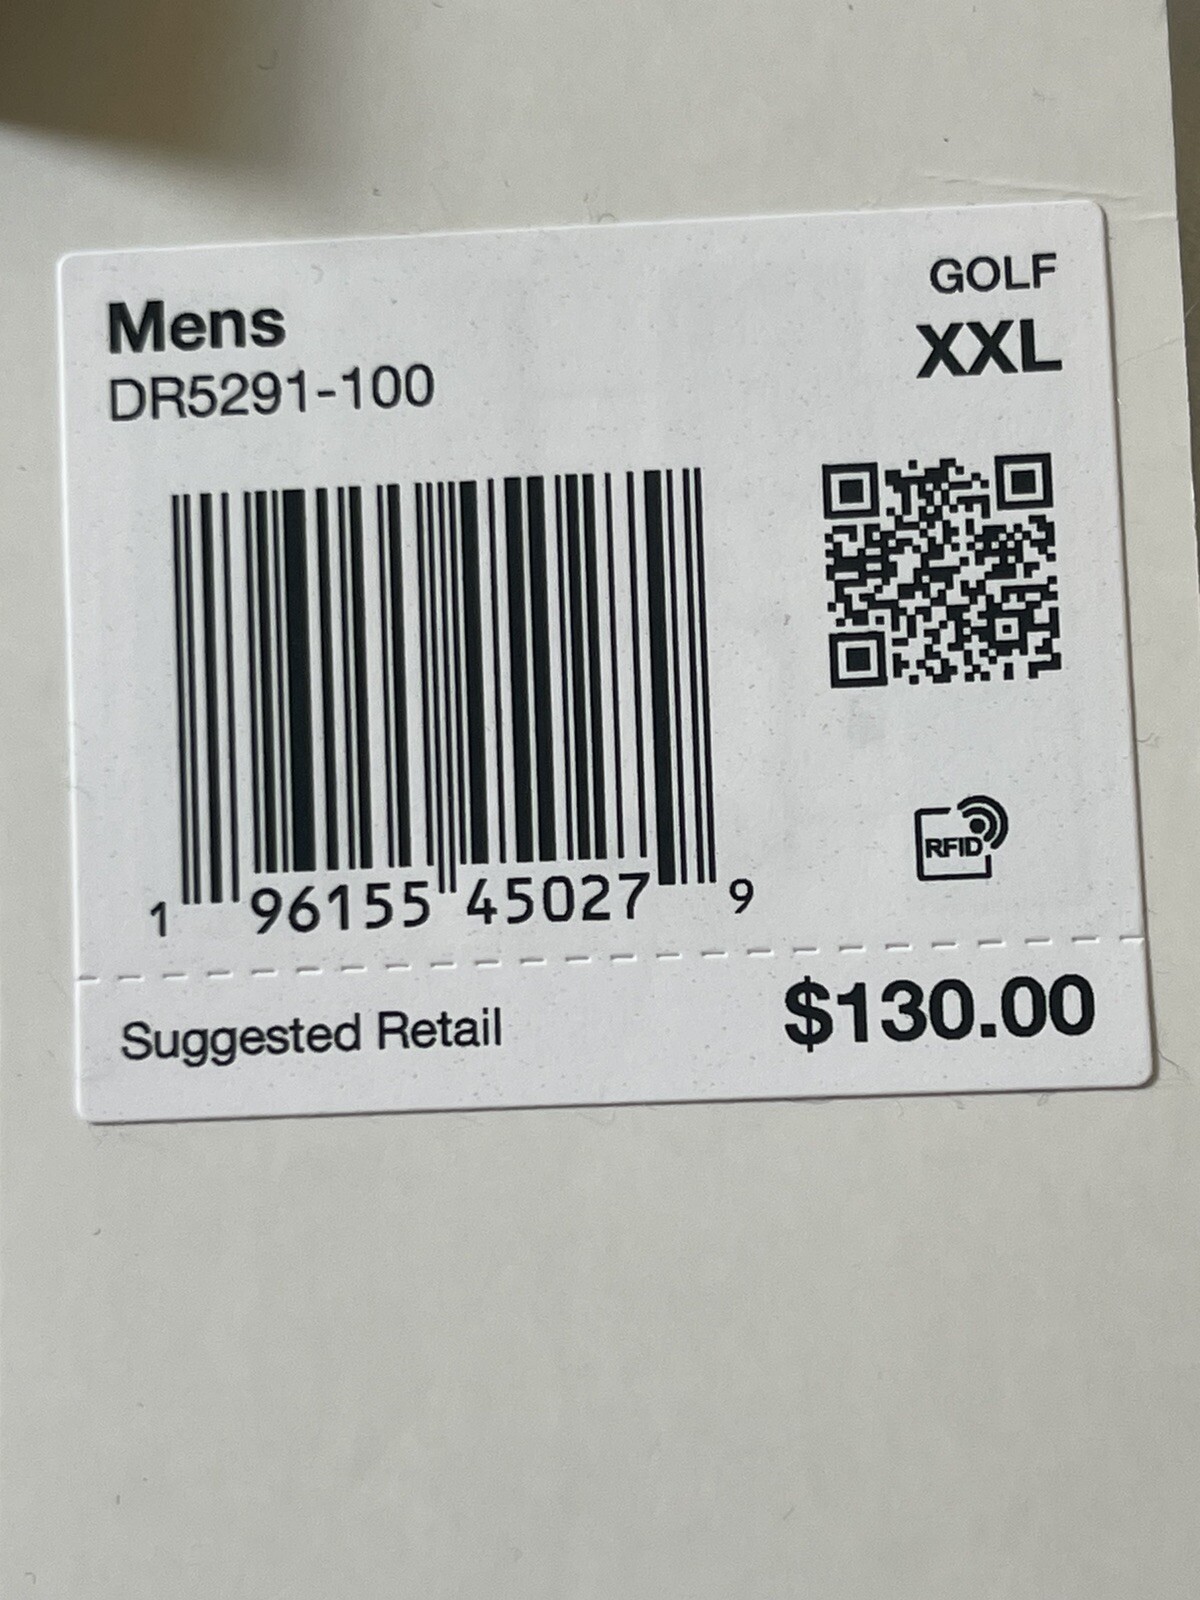 Mens
DR5291-100
GOLF
XXL
RFID
1 96155 45027 9
Suggested Retail
$130.00